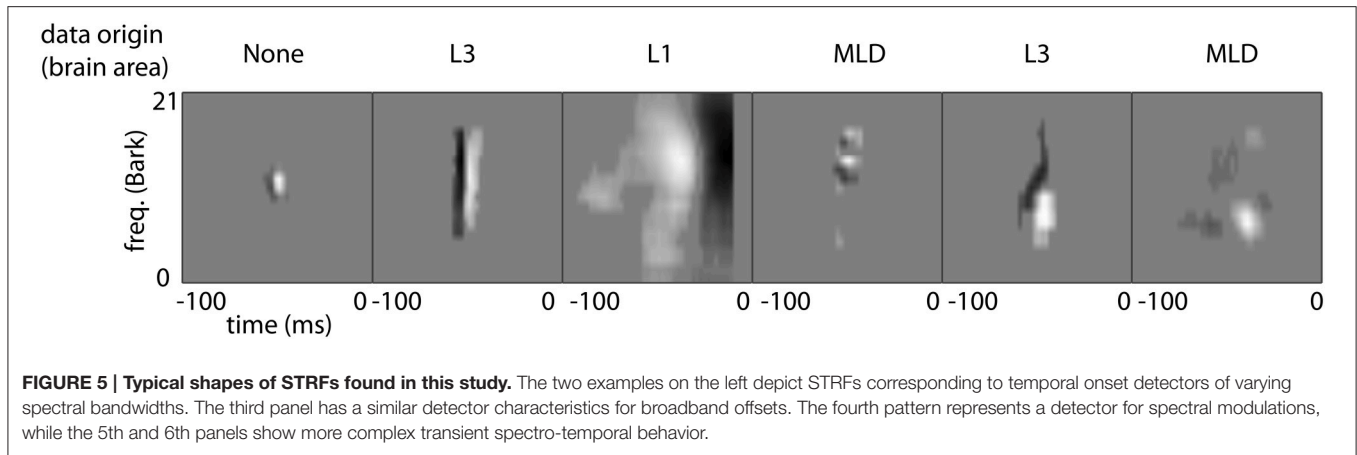 data origin
(brain area)
None L3 L1 MLD L3 MLD
21
freq. (Bark)
0
-100 0 -100 0 -100 0 -100 0 -100 0 -100 0
time (ms)
FIGURE 5 | Typical shapes of STRFs found in this study. The two examples on the left depict STRFs corresponding to temporal onset detectors of varying
spectral bandwidths. The third panel has a similar detector characteristics for broadband offsets. The fourth pattern represents a detector for spectral modulations,
while the 5th and 6th panels show more complex transient spectro-temporal behavior.